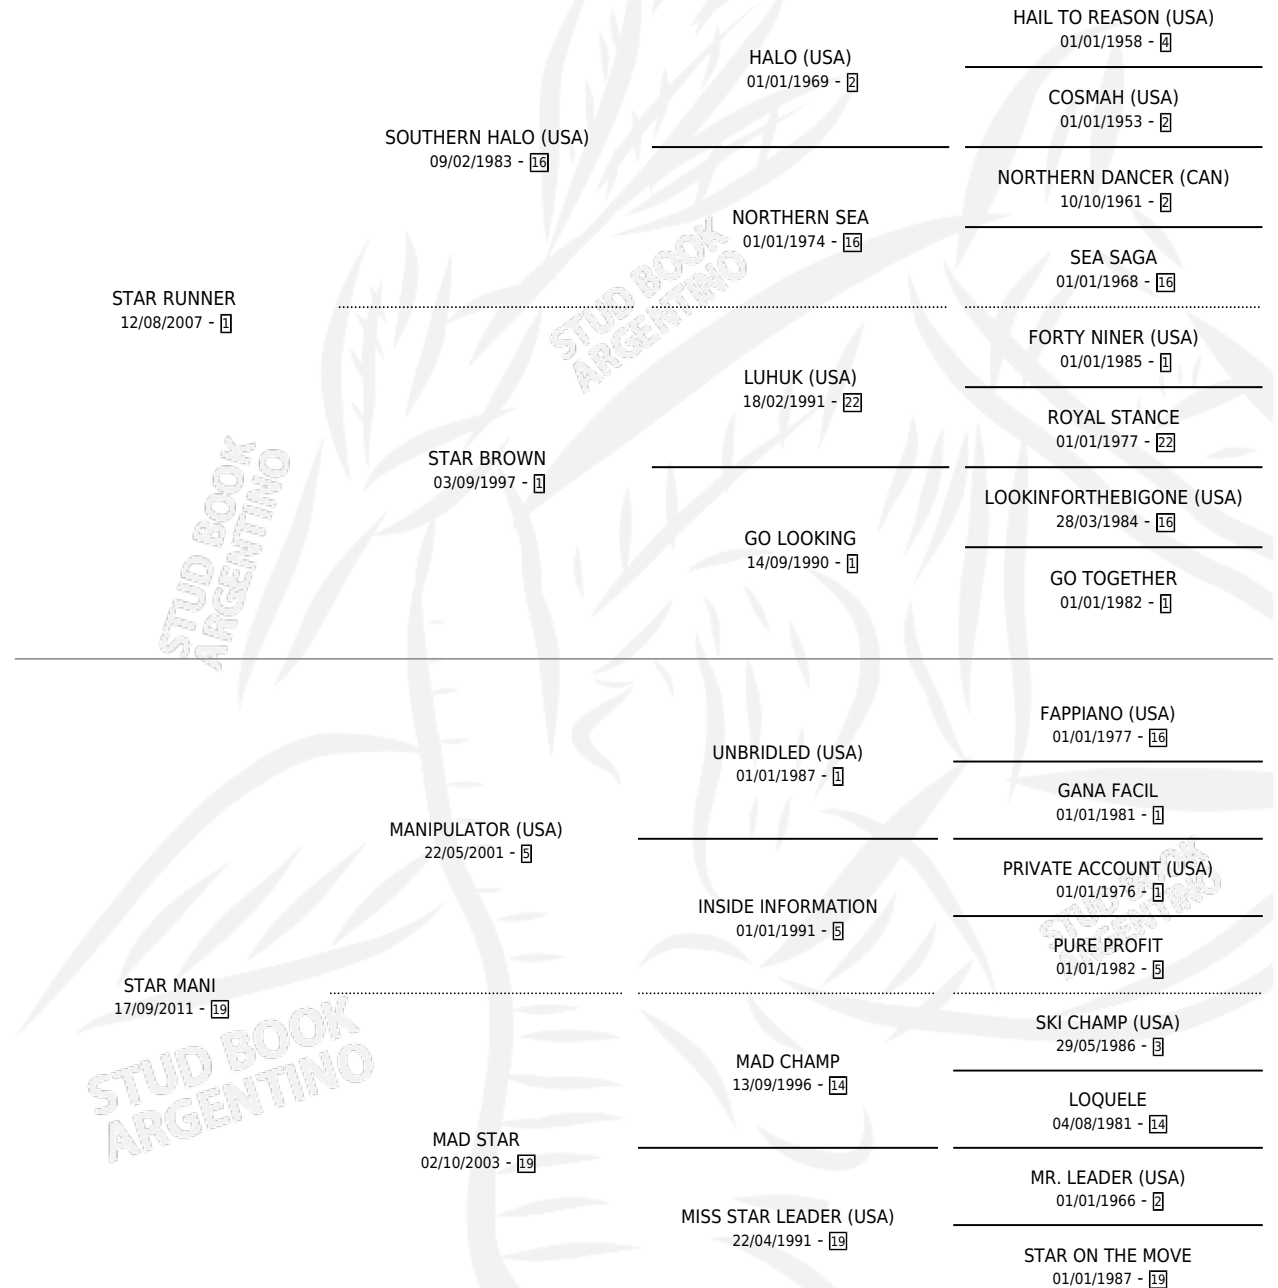 HAIL TO REASON (USA)
01/01/1958 - 4
HALO (USA)
01/01/1969 - 2
COSMAH (USA)
01/01/1953 - 2
SOUTHERN HALO (USA)
09/02/1983 - 16
NORTHERN DANCER (CAN)
10/10/1961 - 2
NORTHERN SEA
01/01/1974 - 16
SEA SAGA
01/01/1968 - 16
STAR RUNNER
12/08/2007 - 1
FORTY NINER (USA)
01/01/1985 - 1
LUHUK (USA)
18/02/1991 - 22
ROYAL STANCE
01/01/1977 - 22
STAR BROWN
03/09/1997 - 1
LOOKINFORTHEBIGONE (USA)
28/03/1984 - 16
GO LOOKING
14/09/1990 - 1
GO TOGETHER
01/01/1982 - 1
FAPPIANO (USA)
01/01/1977 - 16
UNBRIDLED (USA)
01/01/1987 - 1
GANA FACIL
01/01/1981 - 1
MANIPULATOR (USA)
22/05/2001 - 5
PRIVATE ACCOUNT (USA)
01/01/1976 - 1
INSIDE INFORMATION
01/01/1991 - 5
PURE PROFIT
01/01/1982 - 5
STAR MANI
17/09/2011 - 19
SKI CHAMP (USA)
29/05/1986 - 3
MAD CHAMP
13/09/1996 - 14
LOQUELE
04/08/1981 - 14
MAD STAR
02/10/2003 - 19
MR. LEADER (USA)
01/01/1966 - 2
MISS STAR LEADER (USA)
22/04/1991 - 19
STAR ON THE MOVE
01/01/1987 - 19
STUD BOOK
ARGENTINO
STUD BOOK
ARGENTINO
STUD BOOK
ARGENTINO
STUD BOOK
ARGENTINO